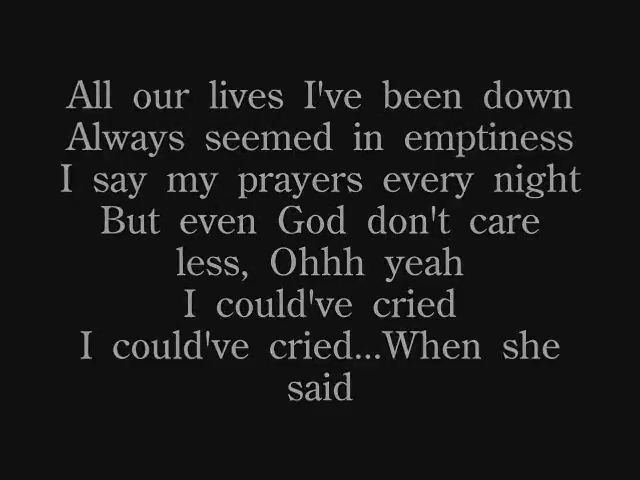 All our lives I've been down
Always seemed in emptiness
I say my prayers every night
But even God don't care
less, Ohhh yeah
I could've cried
I could've cried...When she
said